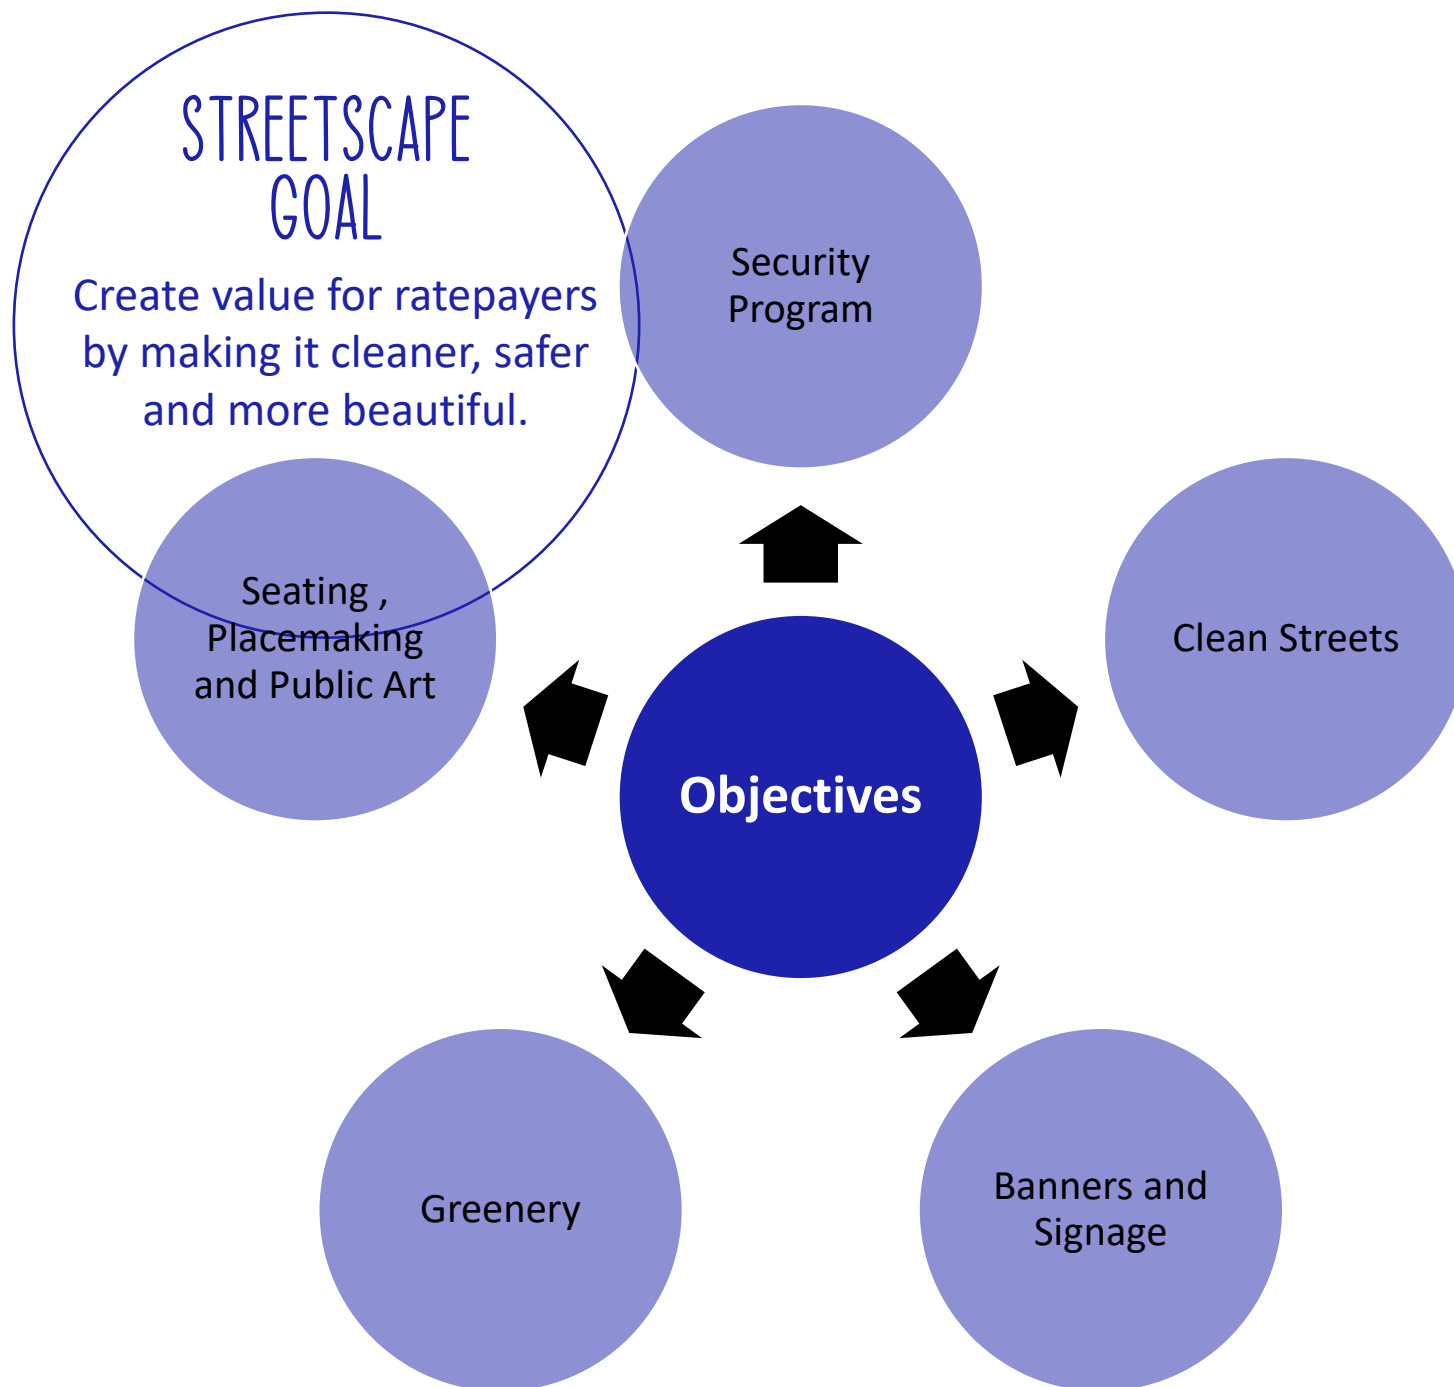 STREETSCAPE
GOAL
Create value for ratepayers
by making it cleaner, safer
and more beautiful.
Security
Program
Clean Streets
Banners and
Signage
Greenery
Seating ,
Placemaking
and Public Art
Objectives